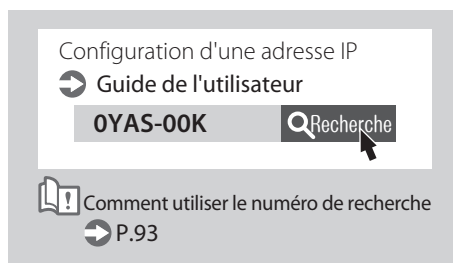 Configuration d'une adresse IP
Guide de l'utilisateur
0YAS-00K Recherche
Comment utiliser le numéro de recherche
P.93